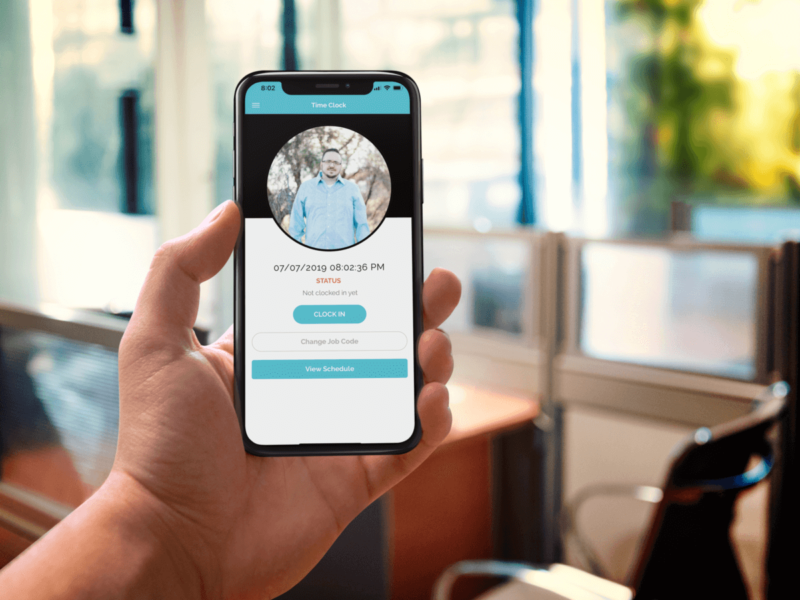 8:02
Time Clock
07/07/2019 08:02:36 PM
STATUS
Not clocked in yet
CLOCK IN
Change Job Code
View Schedule